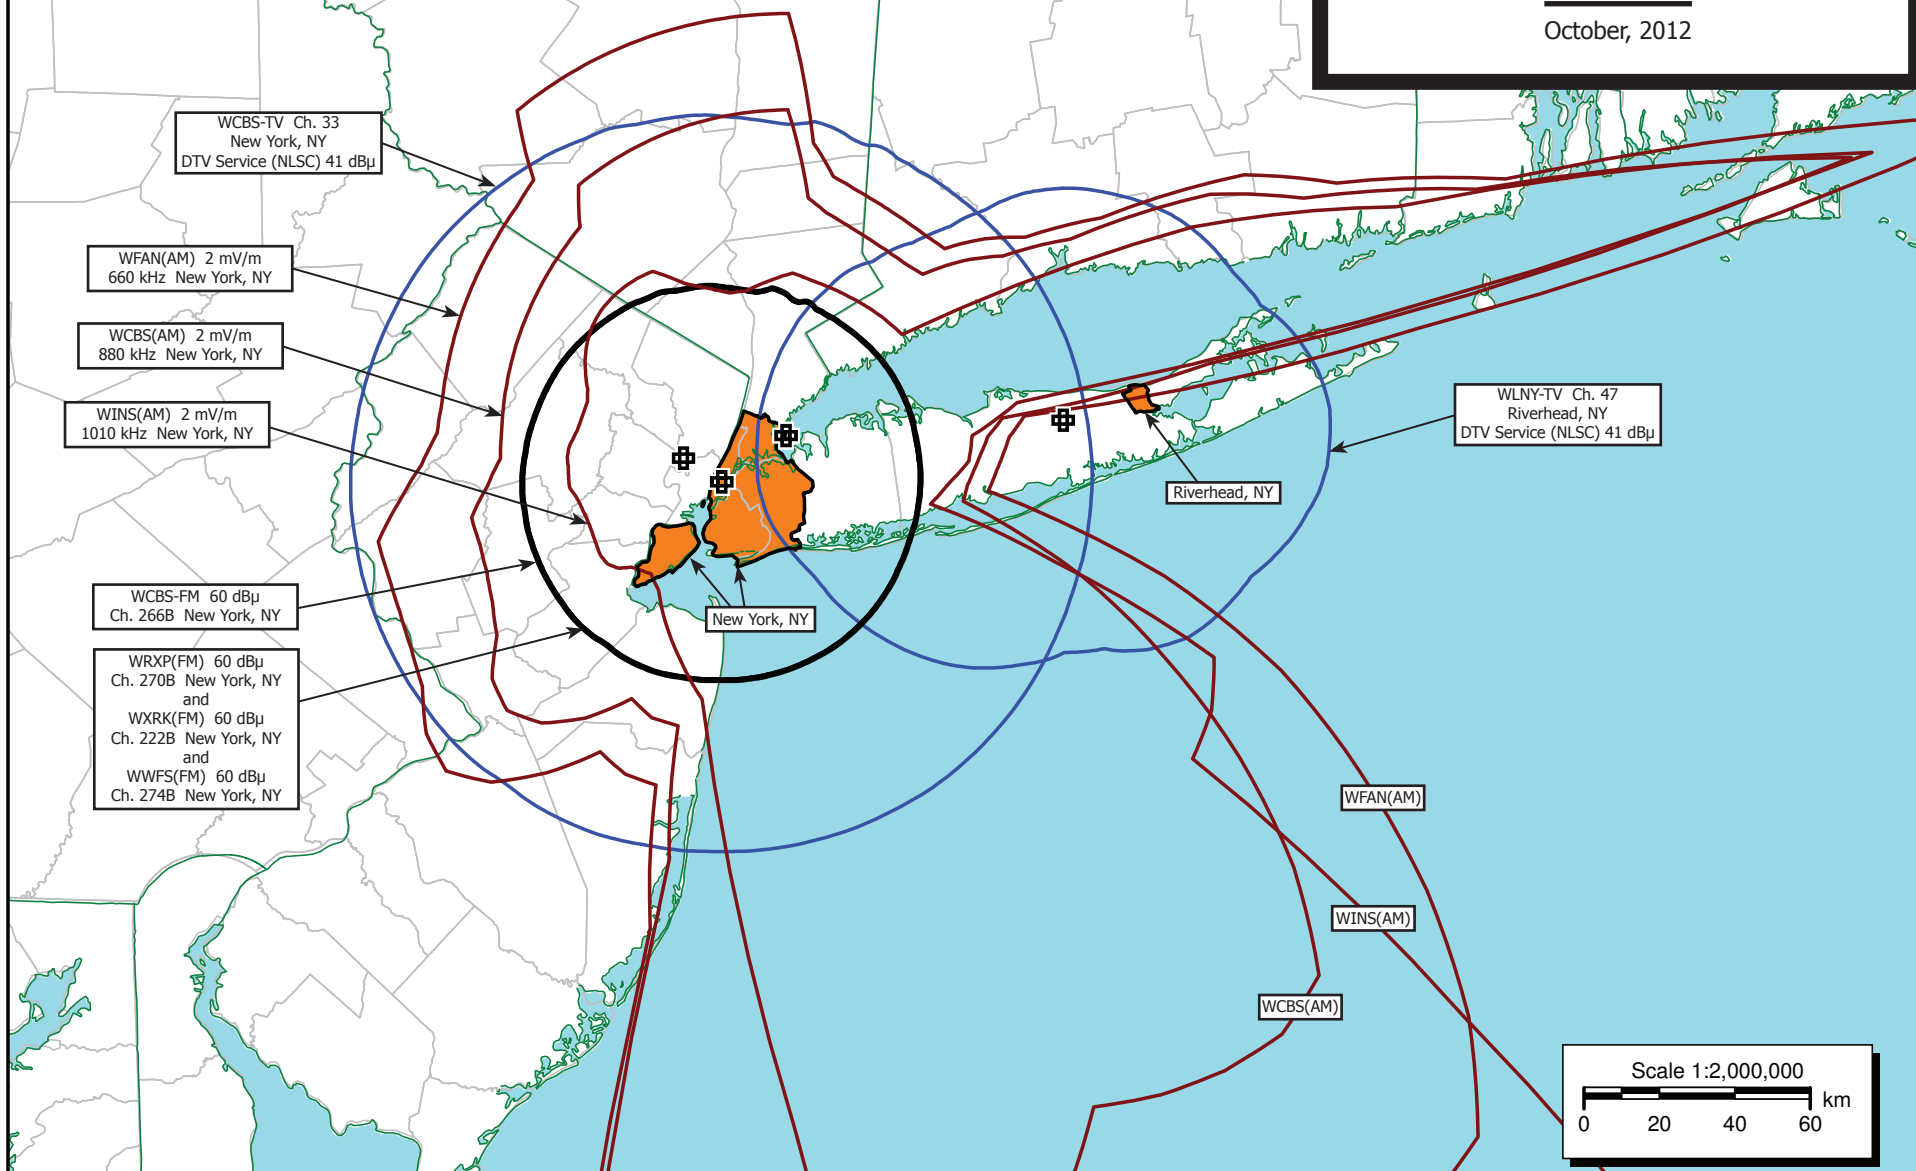 October, 2012
WCBS-TV Ch. 33
New York, NY
DTV Service (NLSC) 41 dBµ
WFAN(AM) 2 mV/m
660 kHz New York, NY
WCBS(AM) 2 mV/m
880 kHz New York, NY
WINS(AM) 2 mV/m
1010 kHz New York, NY
WLNY-TV Ch. 47
Riverhead, NY
DTV Service (NLSC) 41 dBµ
Riverhead, NY
WCBS-FM 60 dBµ
Ch. 266B New York, NY
New York, NY
WRXP(FM) 60 dBµ
Ch. 270B New York, NY
and
WXRK(FM) 60 dBµ
Ch. 222B New York, NY
and
WWFS(FM) 60 dBµ
Ch. 274B New York, NY
WFAN(AM)
WINS(AM)
WCBS(AM)
Scale 1:2,000,000
km
0 20 40 60